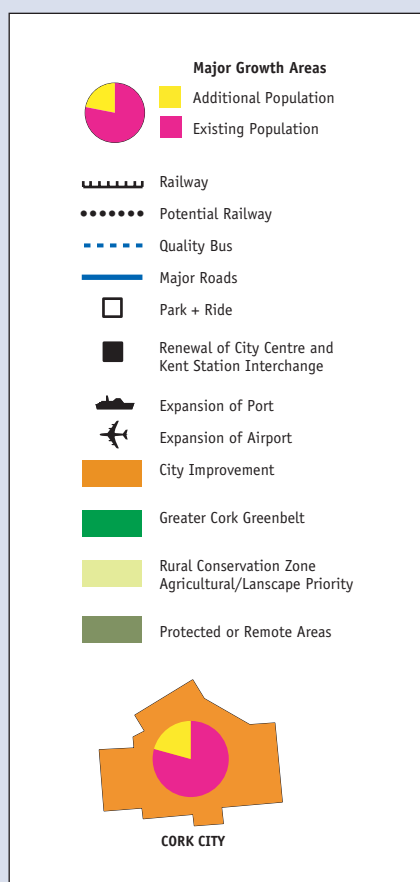 Major Growth Areas
Additional Population
Existing Population
Railway
Potential Railway
Quality Bus
Major Roads
Park + Ride
Renewal of City Centre and
Kent Station Interchange
Expansion of Port
Expansion of Airport
City Improvement
Greater Cork Greenbelt
Rural Conservation Zone
Agricultural/Lanscape Priority
Protected or Remote Areas
CORK CITY